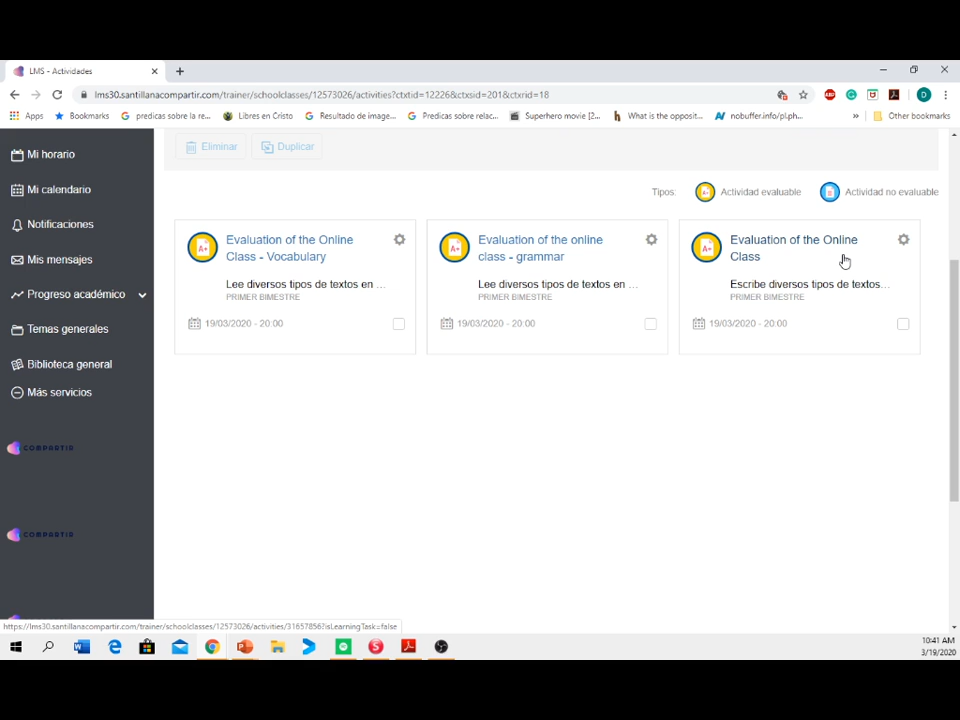 LMS - Actividades
lms30.santillanacompartir.com/trainer/schoolclasses/12573026/activities?ctxtid=12226&ctxsid=201&ctxrid=18
Apps Bookmarks predicas sobre la re... Libres en Cristo Resultado de image... Predicas sobre relac... Superhero movie [2... What is the opposit... nobuffer.info/pl.ph... » Other bookmarks
Mi horario
Mi calendario
Notificaciones
Mis mensajes
Progreso académico
Temas generales
Biblioteca general
Más servicios
COMPARTIR
COMPARTIR
Eliminar Duplicar
Tipos: Actividad evaluable Actividad no evaluable
Evaluation of the Online
Class - Vocabulary
Lee diversos tipos de textos en ...
PRIMER BIMESTRE
19/03/2020 - 20:00
Evaluation of the online
class - grammar
Lee diversos tipos de textos en ...
PRIMER BIMESTRE
19/03/2020 - 20:00
Evaluation of the Online
Class
Escribe diversos tipos de textos...
PRIMER BIMESTRE
19/03/2020 - 20:00
https://lms30.santillanacompartir.com/trainer/schoolclasses/12573026/activities/31657856?isLearningTask=false
10:41 AM
3/19/2020